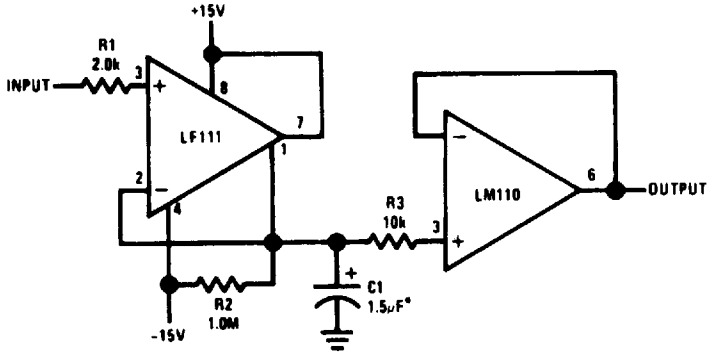 +15V
R1
2.0k
INPUT
3
+
8
LF111
7
1
2
−
4
R2
1.0M
-15V
+
C1
1.5μF*
R3
10k
3
+
−
LM110
6
OUTPUT